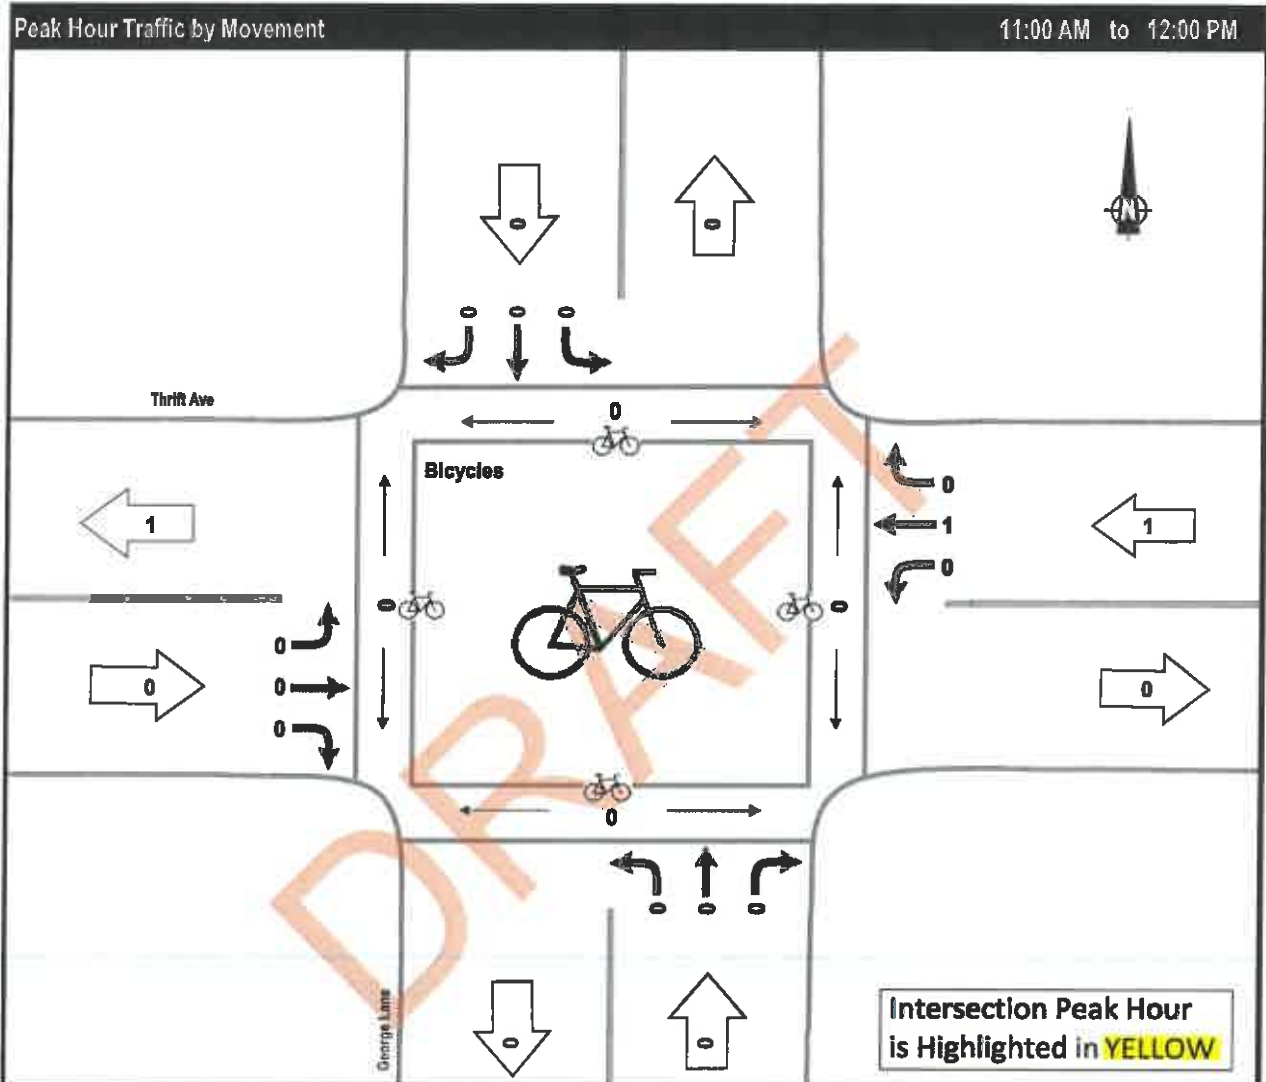 Peak Hour Traffic by Movement 11:00 AM to 12:00 PM
0 0
0 0 0
N
Thrift Ave
0
Bicycles
0
1 1 1
0
0 0
0
0 0 0
0
0
DRAFT
0 0 0
George Lane
0 0
Intersection Peak Hour
is Highlighted in YELLOW